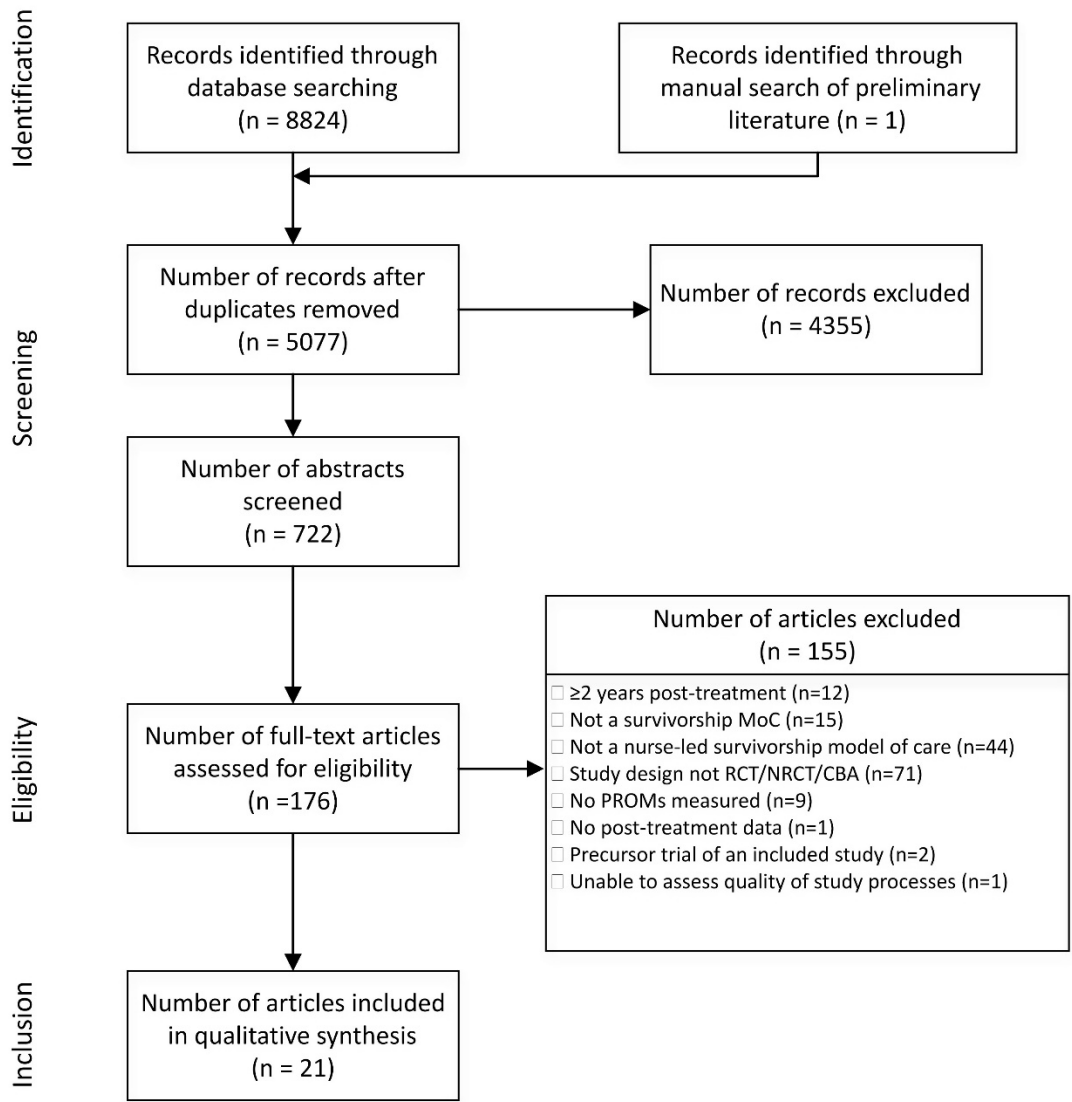 Identification
Records identified through
database searching
(n = 8824)
Records identified through
manual search of preliminary
literature (n = 1)
Screening
Number of records after
duplicates removed
(n = 5077)
Number of records excluded
(n = 4355)
Number of abstracts
screened
(n = 722)
Eligibility
Number of full-text articles
assessed for eligibility
(n =176)
Number of articles excluded
(n = 155)
≥2 years post-treatment (n=12)
Not a survivorship MoC (n=15)
Not a nurse-led survivorship model of care (n=44)
Study design not RCT/NRCT/CBA (n=71)
No PROMs measured (n=9)
No post-treatment data (n=1)
Precursor trial of an included study (n=2)
Unable to assess quality of study processes (n=1)
Inclusion
Number of articles included
in qualitative synthesis
(n = 21)